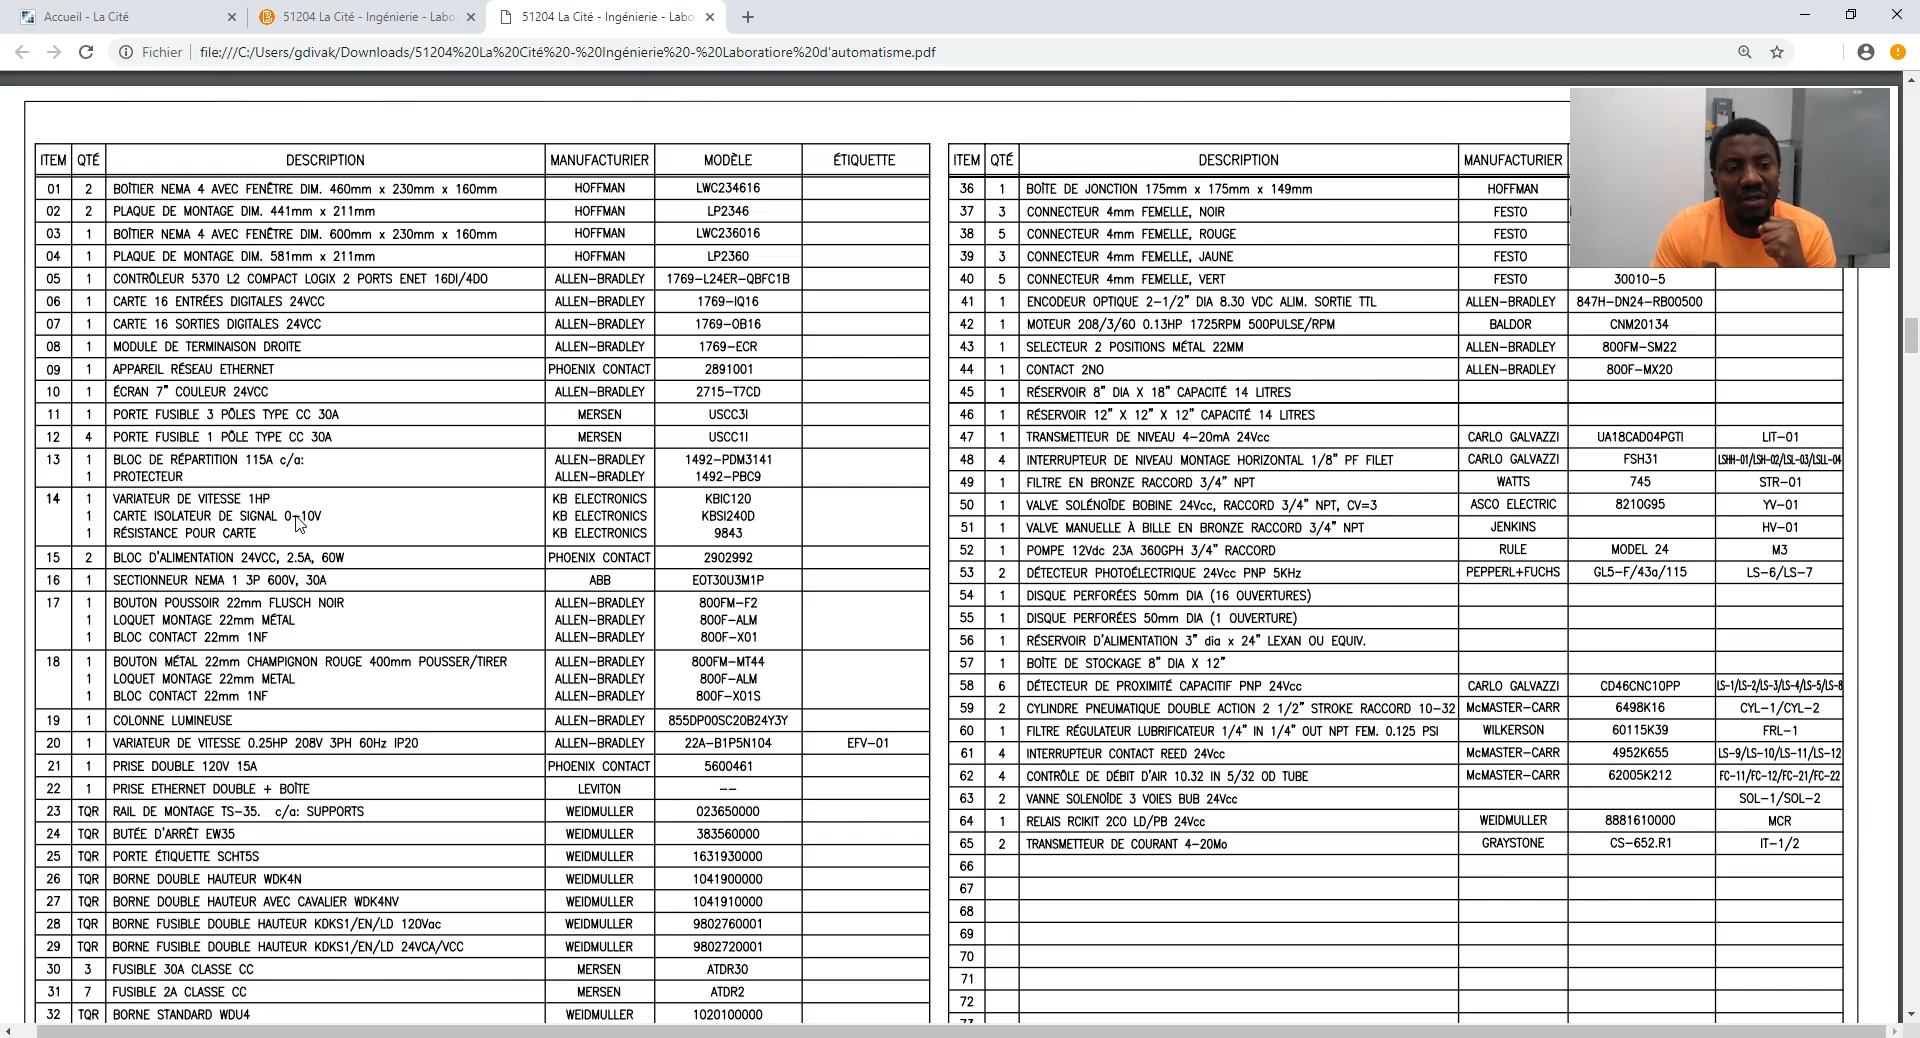 Accueil - La Cité
51204 La Cité - Ingénierie - Labo
51204 La Cité - Ingénierie - Labo
Fichier file:///C:/Users/gdivak/Downloads/51204%20La%20Cité%20-%20Ingénierie%20-%20Laboratiore%20d'automatisme.pdf
ITEM QTÉ DESCRIPTION MANUFACTURIER MODÈLE ÉTIQUETTE
01 2 BOÎTIER NEMA 4 AVEC FENÊTRE DIM. 460mm x 230mm x 160mm HOFFMAN LWC234616
02 2 PLAQUE DE MONTAGE DIM. 441mm x 211mm HOFFMAN LP2346
03 1 BOÎTIER NEMA 4 AVEC FENÊTRE DIM. 600mm x 230mm x 160mm HOFFMAN LWC236016
04 1 PLAQUE DE MONTAGE DIM. 581mm x 211mm HOFFMAN LP2360
05 1 CONTRÔLEUR 5370 L2 COMPACT LOGIX 2 PORTS ENET 16DI/4DO ALLEN-BRADLEY 1769-L24ER-QBFC1B
06 1 CARTE 16 ENTRÉES DIGITALES 24VCC ALLEN-BRADLEY 1769-IQ16
07 1 CARTE 16 SORTIES DIGITALES 24VCC ALLEN-BRADLEY 1769-OB16
08 1 MODULE DE TERMINAISON DROITE ALLEN-BRADLEY 1769-ECR
09 1 APPAREIL RÉSEAU ETHERNET PHOENIX CONTACT 2891001
10 1 ÉCRAN 7" COULEUR 24VCC ALLEN-BRADLEY 2715-T7CD
11 1 PORTE FUSIBLE 3 PÔLES TYPE CC 30A MERSEN USCC3I
12 4 PORTE FUSIBLE 1 PÔLE TYPE CC 30A MERSEN USCC1I
13 1 BLOC DE RÉPARTITION 115A c/a: ALLEN-BRADLEY 1492-PDM3141
1 PROTECTEUR ALLEN-BRADLEY 1492-PBC9
14 1 VARIATEUR DE VITESSE 1HP KB ELECTRONICS KBIC120
1 CARTE ISOLATEUR DE SIGNAL 0-10V KB ELECTRONICS KBSI240D
1 RÉSISTANCE POUR CARTE KB ELECTRONICS 9843
15 2 BLOC D'ALIMENTATION 24VCC, 2.5A, 60W PHOENIX CONTACT 2902992
16 1 SECTIONNEUR NEMA 1 3P 600V, 30A ABB EOT30U3M1P
17 1 BOUTON POUSSOIR 22mm FLUSCH NOIR ALLEN-BRADLEY 800FM-F2
1 LOQUET MONTAGE 22mm MÉTAL ALLEN-BRADLEY 800F-ALM
1 BLOC CONTACT 22mm 1NF ALLEN-BRADLEY 800F-X01
18 1 BOUTON MÉTAL 22mm CHAMPIGNON ROUGE 400mm POUSSER/TIRER ALLEN-BRADLEY 800FM-MT44
1 LOQUET MONTAGE 22mm METAL ALLEN-BRADLEY 800F-ALM
1 BLOC CONTACT 22mm 1NF ALLEN-BRADLEY 800F-X01S
19 1 COLONNE LUMINEUSE ALLEN-BRADLEY 855DP00SC20B24Y3Y
20 1 VARIATEUR DE VITESSE 0.25HP 208V 3PH 60Hz IP20 ALLEN-BRADLEY 22A-B1P5N104 EFV-01
21 1 PRISE DOUBLE 120V 15A PHOENIX CONTACT 5600461
22 1 PRISE ETHERNET DOUBLE + BOÎTE LEVITON --
23 TQR RAIL DE MONTAGE TS-35. c/a: SUPPORTS WEIDMULLER 023650000
24 TQR BUTÉE D'ARRÊT EW35 WEIDMULLER 383560000
25 TQR PORTE ÉTIQUETTE SCHT5S WEIDMULLER 1631930000
26 TQR BORNE DOUBLE HAUTEUR WDK4N WEIDMULLER 1041900000
27 TQR BORNE DOUBLE HAUTEUR AVEC CAVALIER WDK4NV WEIDMULLER 1041910000
28 TQR BORNE FUSIBLE DOUBLE HAUTEUR KDKS1/EN/LD 120Vac WEIDMULLER 9802760001
29 TQR BORNE FUSIBLE DOUBLE HAUTEUR KDKS1/EN/LD 24VCA/VCC WEIDMULLER 9802720001
30 3 FUSIBLE 30A CLASSE CC MERSEN ATDR30
31 7 FUSIBLE 2A CLASSE CC MERSEN ATDR2
32 TQR BORNE STANDARD WDU4 WEIDMULLER 1020100000
ITEM QTÉ DESCRIPTION MANUFACTURIER
36 1 BOÎTE DE JONCTION 175mm x 175mm x 149mm HOFFMAN
37 3 CONNECTEUR 4mm FEMELLE, NOIR FESTO
38 5 CONNECTEUR 4mm FEMELLE, ROUGE FESTO
39 3 CONNECTEUR 4mm FEMELLE, JAUNE FESTO
40 5 CONNECTEUR 4mm FEMELLE, VERT FESTO 30010-5
41 1 ENCODEUR OPTIQUE 2-1/2" DIA 8.30 VDC ALIM. SORTIE TTL ALLEN-BRADLEY 847H-DN24-RB00500
42 1 MOTEUR 208/3/60 0.13HP 1725RPM 500PULSE/RPM BALDOR CNM20134
43 1 SELECTEUR 2 POSITIONS MÉTAL 22MM ALLEN-BRADLEY 800FM-SM22
44 1 CONTACT 2NO ALLEN-BRADLEY 800F-MX20
45 1 RÉSERVOIR 8" DIA X 18" CAPACITÉ 14 LITRES
46 1 RÉSERVOIR 12" X 12" X 12" CAPACITÉ 14 LITRES
47 1 TRANSMETTEUR DE NIVEAU 4-20mA 24Vcc CARLO GALVAZZI UA18CAD04PGTI LIT-01
48 4 INTERRUPTEUR DE NIVEAU MONTAGE HORIZONTAL 1/8" PF FILET CARLO GALVAZZI FSH31 LSHH-01/LSH-02/LSL-03/LSLL-04
49 1 FILTRE EN BRONZE RACCORD 3/4" NPT WATTS 745 STR-01
50 1 VALVE SOLÉNOÎDE BOBINE 24Vcc, RACCORD 3/4" NPT, CV=3 ASCO ELECTRIC 8210G95 YV-01
51 1 VALVE MANUELLE À BILLE EN BRONZE RACCORD 3/4" NPT JENKINS HV-01
52 1 POMPE 12Vdc 23A 360GPH 3/4" RACCORD RULE MODEL 24 M3
53 2 DÉTECTEUR PHOTOÉLECTRIQUE 24Vcc PNP 5KHz PEPPERL+FUCHS GL5-F/43a/115 LS-6/LS-7
54 1 DISQUE PERFORÉES 50mm DIA (16 OUVERTURES)
55 1 DISQUE PERFORÉES 50mm DIA (1 OUVERTURE)
56 1 RÉSERVOIR D'ALIMENTATION 3" dia x 24" LEXAN OU EQUIV.
57 1 BOÎTE DE STOCKAGE 8" DIA X 12"
58 6 DÉTECTEUR DE PROXIMITÉ CAPACITIF PNP 24Vcc CARLO GALVAZZI CD46CNC10PP LS-1/LS-2/LS-3/LS-4/LS-5/LS-8
59 2 CYLINDRE PNEUMATIQUE DOUBLE ACTION 2 1/2" STROKE RACCORD 10-32 McMASTER-CARR 6498K16 CYL-1/CYL-2
60 1 FILTRE RÉGULATEUR LUBRIFICATEUR 1/4" IN 1/4" OUT NPT FEM. 0.125 PSI WILKERSON 60115K39 FRL-1
61 4 INTERRUPTEUR CONTACT REED 24Vcc McMASTER-CARR 4952K655 LS-9/LS-10/LS-11/LS-12
62 4 CONTRÔLE DE DÉBIT D'AIR 10.32 IN 5/32 OD TUBE McMASTER-CARR 62005K212 FC-11/FC-12/FC-21/FC-22
63 2 VANNE SOLENOÎDE 3 VOIES BUB 24Vcc SOL-1/SOL-2
64 1 RELAIS RCIKIT 2CO LD/PB 24Vcc WEIDMULLER 8881610000 MCR
65 2 TRANSMETTEUR DE COURANT 4-20Mo GRAYSTONE CS-652.R1 IT-1/2
66
67
68
69
70
71
72